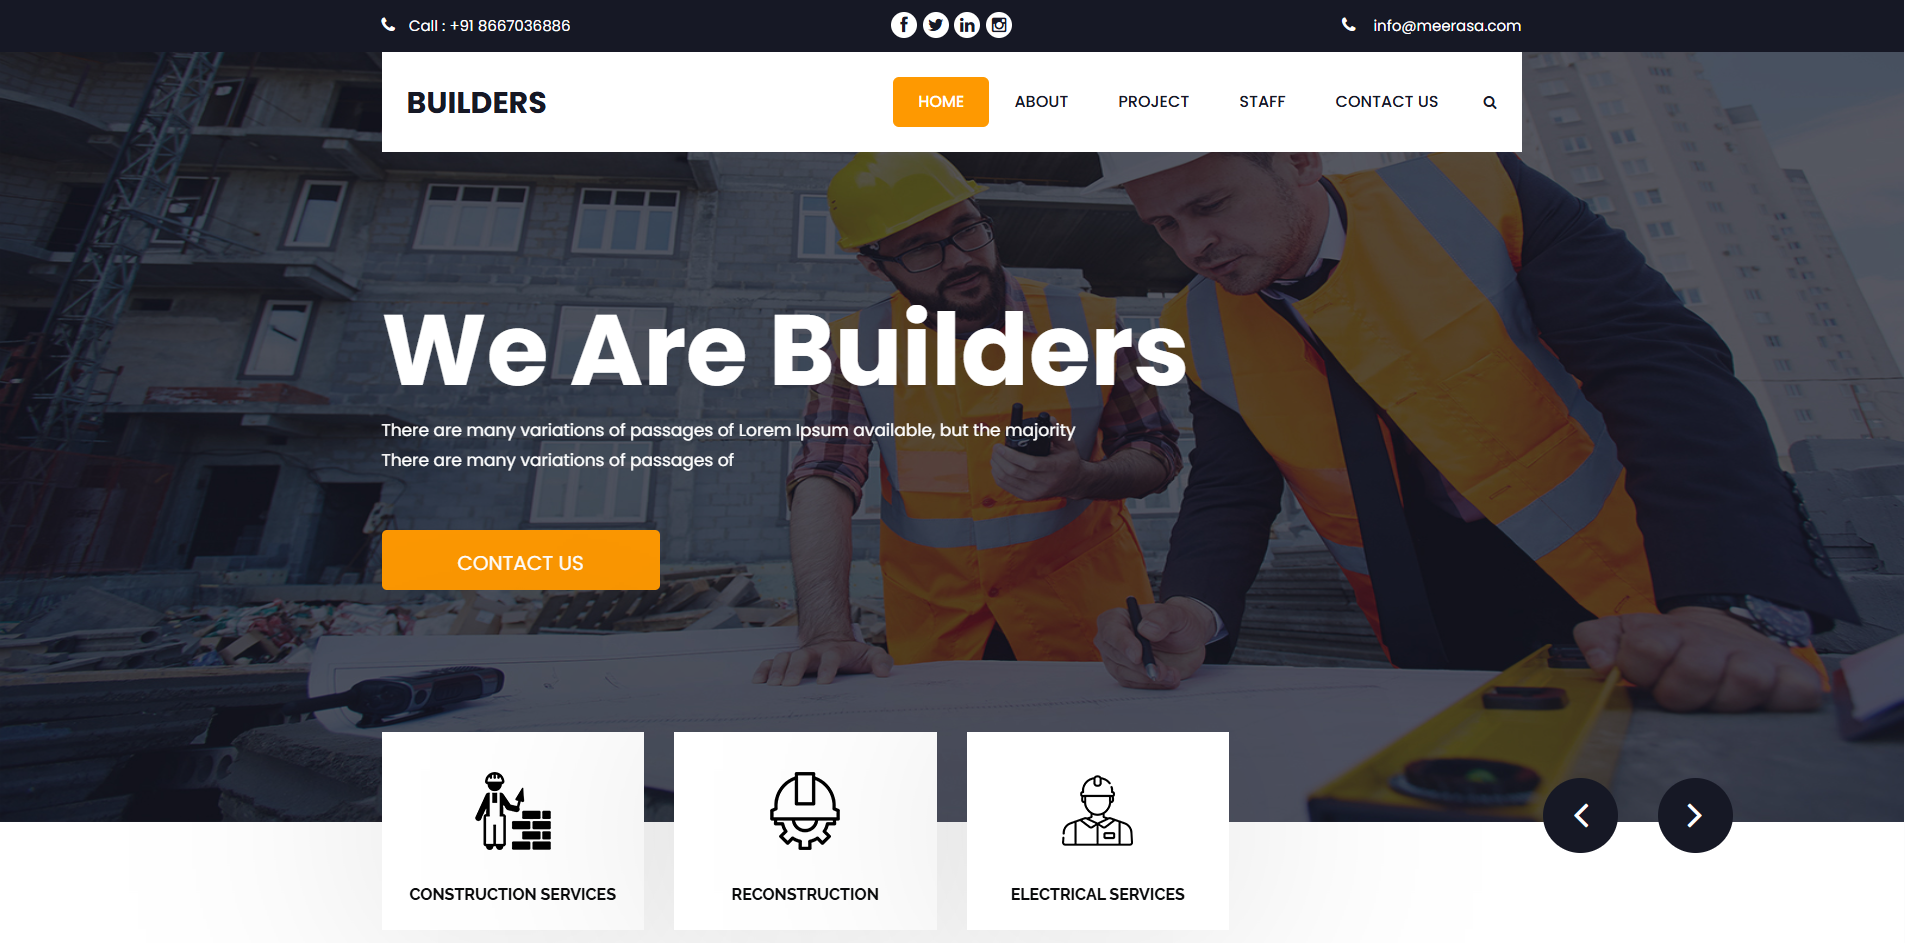 Call : +91 8667036886
info@meerasa.com
BUILDERS
HOME
ABOUT
PROJECT
STAFF
CONTACT US
We Are Builders
There are many variations of passages of Lorem Ipsum available, but the majority
There are many variations of passages of
CONTACT US
CONSTRUCTION SERVICES
RECONSTRUCTION
ELECTRICAL SERVICES